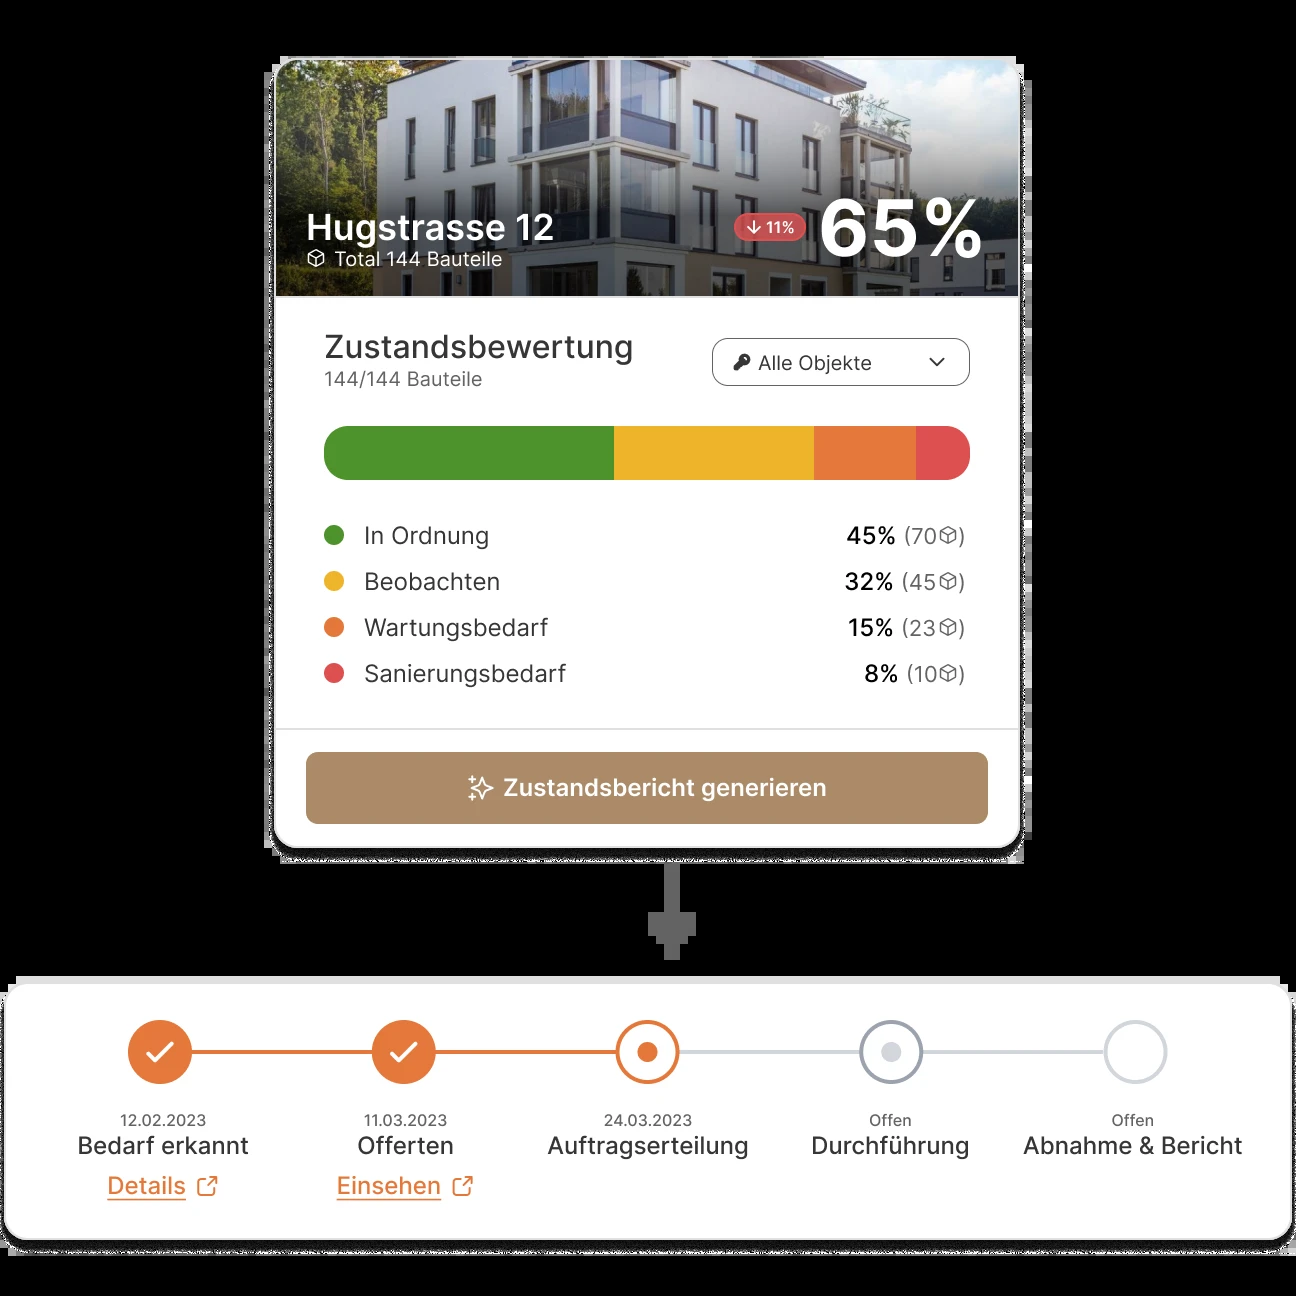 Hugstrasse 12
Total 144 Bauteile
11%
65%
Zustandsbewertung
144/144 Bauteile
Alle Objekte
In Ordnung 45% (70)
Beobachten 32% (45)
Wartungsbedarf 15% (23)
Sanierungsbedarf 8% (10)
Zustandsbericht generieren
12.02.2023
Bedarf erkannt
Details
11.03.2023
Offerten
Einsehen
24.03.2023
Auftragserteilung
Offen
Durchführung
Offen
Abnahme & Bericht